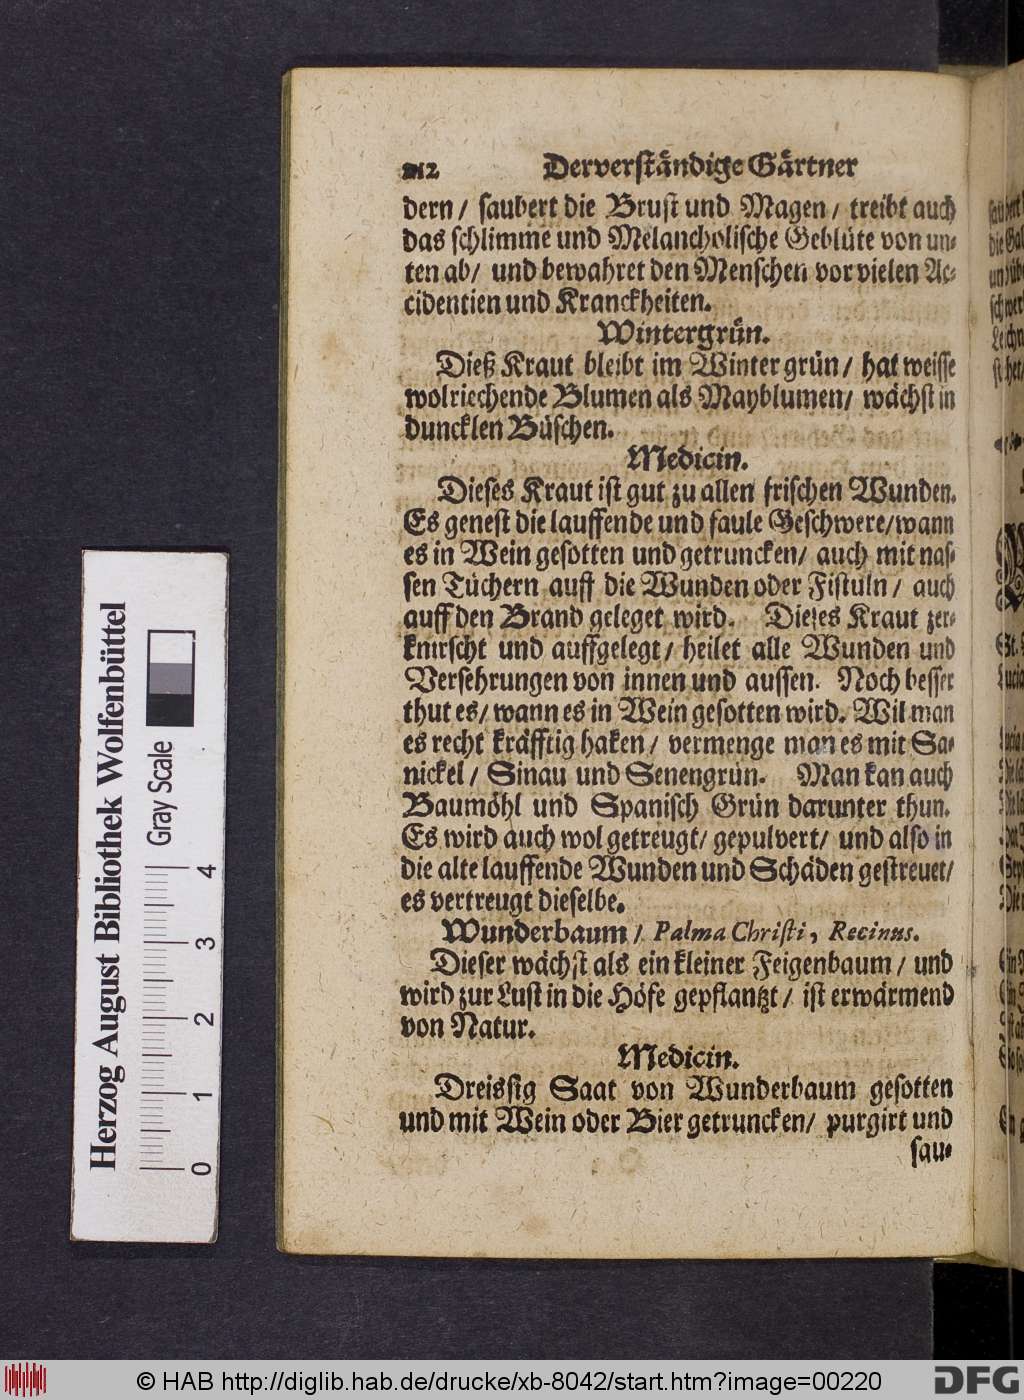 212 Derverständige Gärtner
dern/ saubert die Brust und Magen/ treibt auch
das schlimme und Melancholische Geblüte von un-
ten ab/ und bewahret den Menschen vor vielen Ac-
cidentien und Kranckheiten.
Wintergrün.
Dieß Kraut bleibt im Winter grün/ hat weisse
wolriechende Blumen als Mayblumen/ wächst in
duncklen Büschen.
Medicin.
Dieses Kraut ist gut zu allen frischen Wunden.
Es genest die lauffende und faule Geschwere/wann
es in Wein gesotten und getruncken/ auch mit nas-
sen Tüchern auff die Wunden oder Fistuln/ auch
auff den Brand geleget wird. Dieses Kraut zer-
knirscht und auffgelegt/ heilet alle Wunden und
Versehrungen von innen und aussen. Noch besser
thut es/ wann es in Wein gesotten wird. Wil man
es recht kräfftig haken/ vermenge man es mit Sa-
nickel/ Sinau und Senengrün. Man kan auch
Baumöhl und Spanisch Grün darunter thun.
Es wird auch wol getreugt/ gepulvert/ und also in
die alte lauffende Wunden und Schäden gestreuet/
es vertreugt dieselbe.
Wunderbaum/ Palma Christi, Recinus.
Dieser wächst als ein kleiner Feigenbaum/ und
wird zur Lust in die Höfe gepflantzt/ ist erwärmend
von Natur.
Medicin.
Dreissig Saat von Wunderbaum gesotten
und mit Wein oder Bier getruncken/ purgirt und
sau-
Herzog August Bibliothek Wolfenbüttel
Gray Scale
0 1 2 3 4
© HAB http://diglib.hab.de/drucke/xb-8042/start.htm?image=00220
DFG